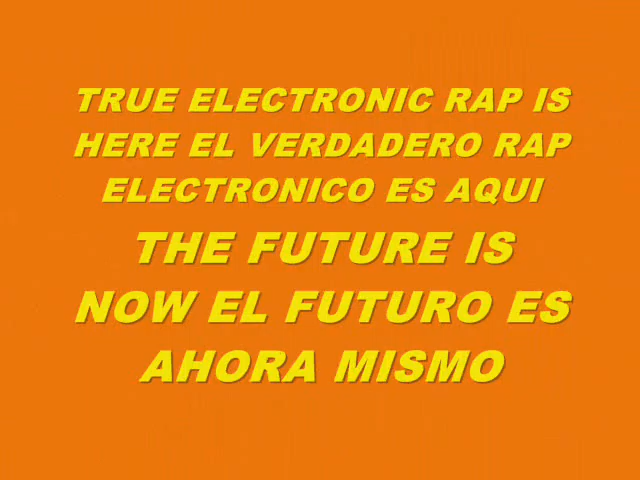 TRUE ELECTRONIC RAP IS
HERE EL VERDADERO RAP
ELECTRONICO ES AQUI
THE FUTURE IS
NOW EL FUTURO ES
AHORA MISMO